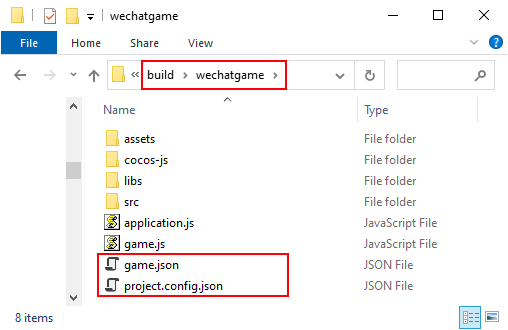 wechatgame
File Home Share View
build wechatgame
Name Type
assets File folder
cocos-js File folder
libs File folder
src File folder
application.js JavaScript File
game.js JavaScript File
game.json JSON File
project.config.json JSON File
8 items